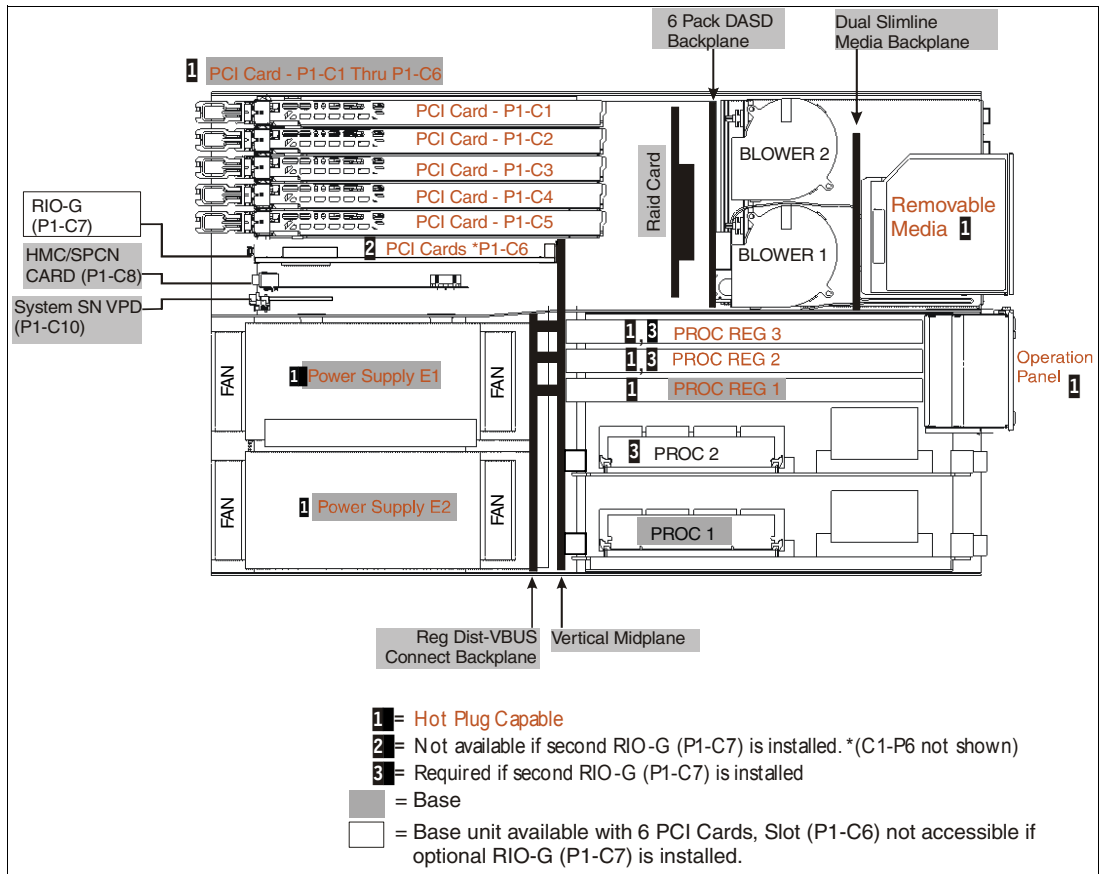 6 Pack DASD
Backplane
Dual Slimline
Media Backplane
1 PCI Card - P1-C1 Thru P1-C6
PCI Card - P1-C1
PCI Card - P1-C2
PCI Card - P1-C3
PCI Card - P1-C4
PCI Card - P1-C5
2 PCI Cards *P1-C6
Raid Card
BLOWER 2
BLOWER 1
Removable
Media 1
RIO-G
(P1-C7)
HMC/SPCN
CARD (P1-C8)
System SN VPD
(P1-C10)
1,3 PROC REG 3
1,3 PROC REG 2
1 PROC REG 1
Operation
Panel 1
FAN
1 Power Supply E1
FAN
3 PROC 2
FAN
1 Power Supply E2
FAN
PROC 1
Reg Dist-VBUS
Connect Backplane
Vertical Midplane
1 = Hot Plug Capable
2 = Not available if second RIO-G (P1-C7) is installed. *(C1-P6 not shown)
3 = Required if second RIO-G (P1-C7) is installed
= Base
= Base unit available with 6 PCI Cards, Slot (P1-C6) not accessible if
optional RIO-G (P1-C7) is installed.